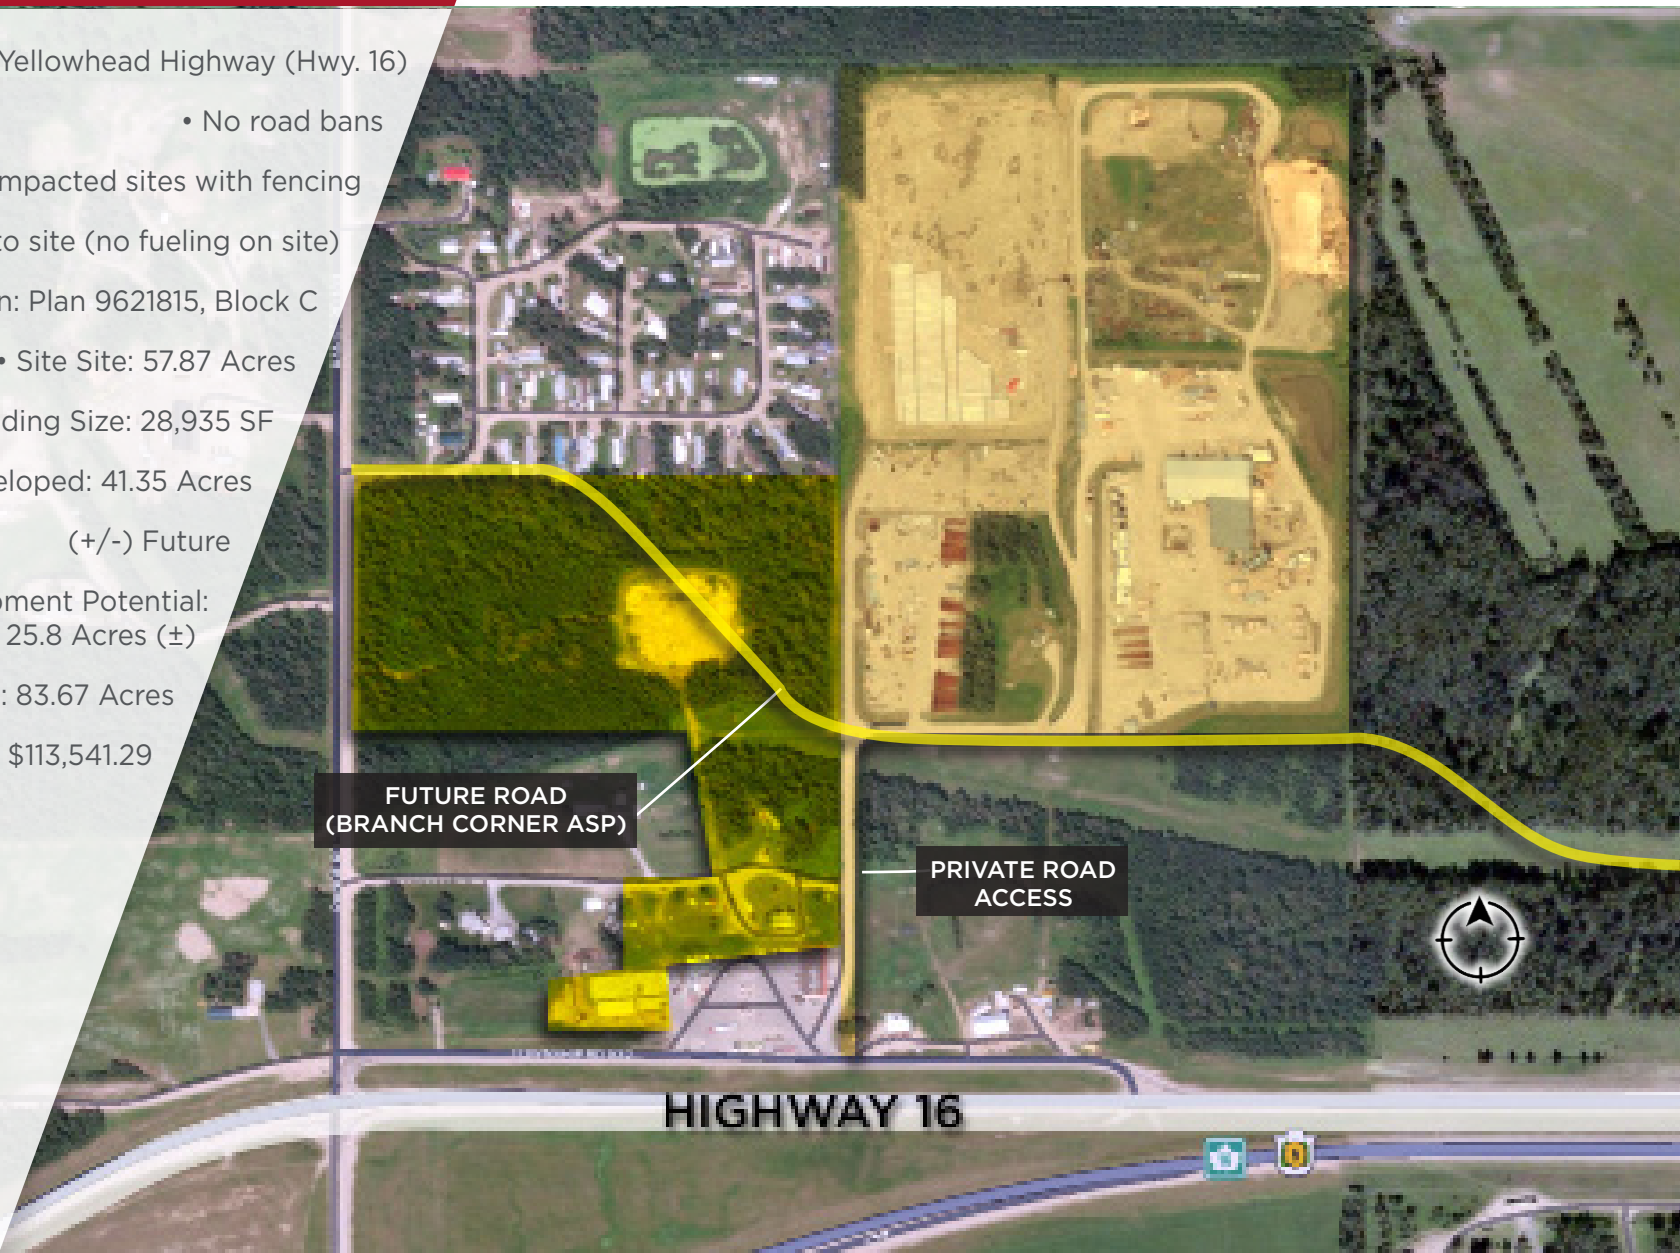 Yellowhead Highway (Hwy. 16)
• No road bans
mpacted sites with fencing
to site (no fueling on site)
n: Plan 9621815, Block C
• Site Site: 57.87 Acres
ding Size: 28,935 SF
eloped: 41.35 Acres
(+/-) Future
ment Potential:
25.8 Acres (±)
: 83.67 Acres
$113,541.29
FUTURE ROAD
(BRANCH CORNER ASP)
PRIVATE ROAD
ACCESS
HIGHWAY 16